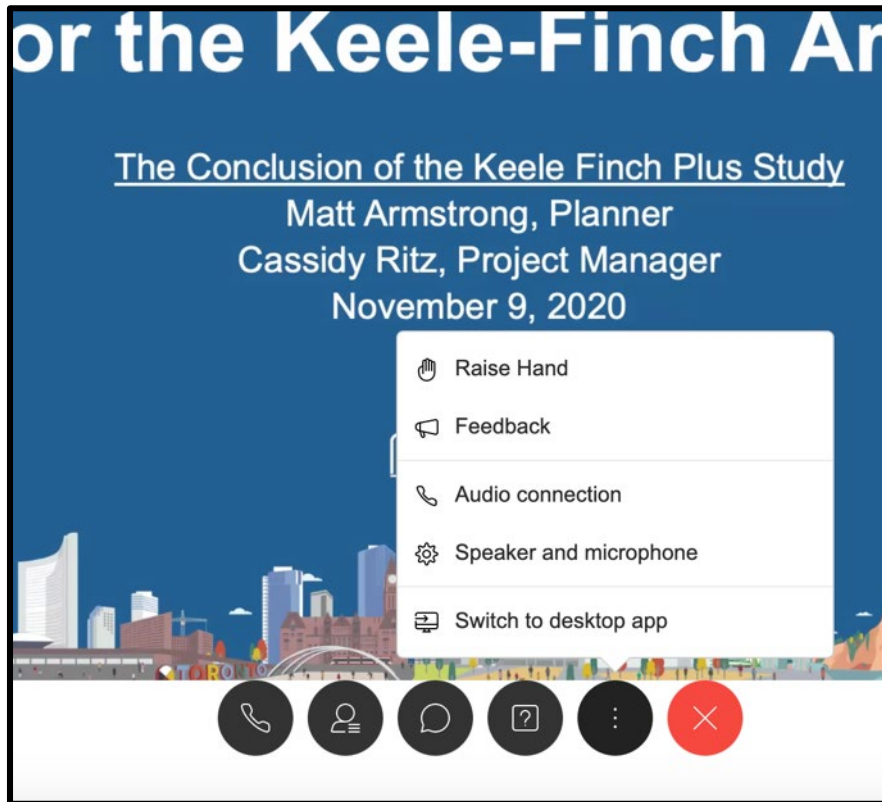 or the Keele-Finch Ar
The Conclusion of the Keele Finch Plus Study
Matt Armstrong, Planner
Cassidy Ritz, Project Manager
November 9, 2020
Raise Hand
Feedback
Audio connection
Speaker and microphone
Switch to desktop app
TORONTO